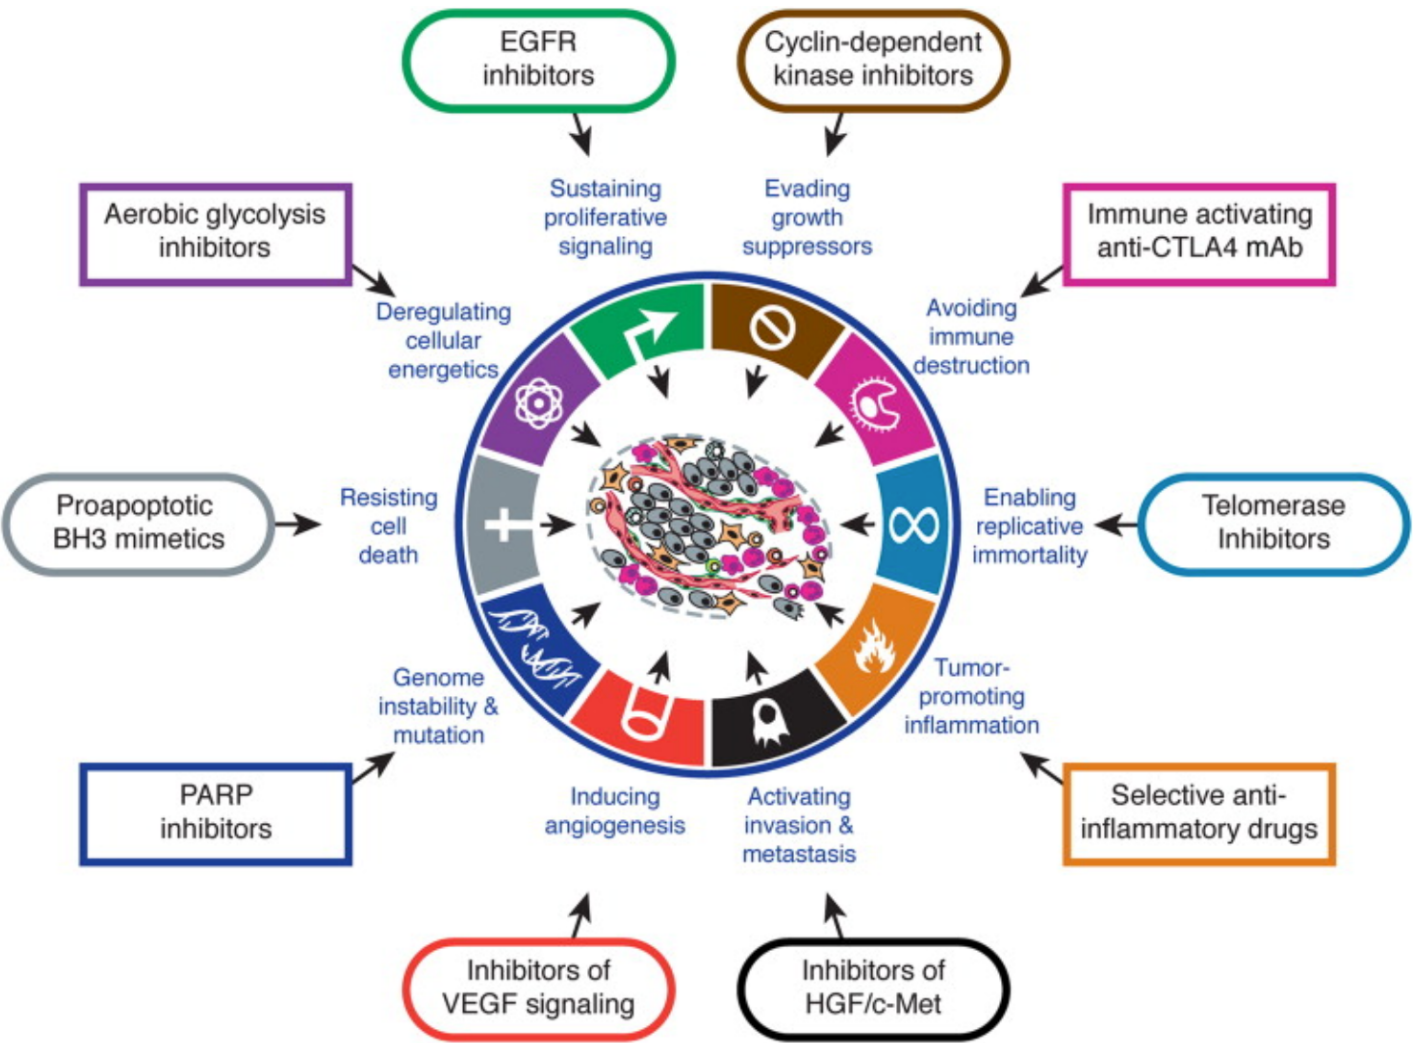 EGFR
inhibitors
Cyclin-dependent
kinase inhibitors
Sustaining
proliferative
signaling
Evading
growth
suppressors
Aerobic glycolysis
inhibitors
Immune activating
anti-CTLA4 mAb
Deregulating
cellular
energetics
Avoiding
immune
destruction
Proapoptotic
BH3 mimetics
Resisting
cell
death
Enabling
replicative
immortality
Telomerase
Inhibitors
Genome
instability &
mutation
Tumor-
promoting
inflammation
PARP
inhibitors
Inducing
angiogenesis
Activating
invasion &
metastasis
Selective anti-
inflammatory drugs
Inhibitors of
VEGF signaling
Inhibitors of
HGF/c-Met